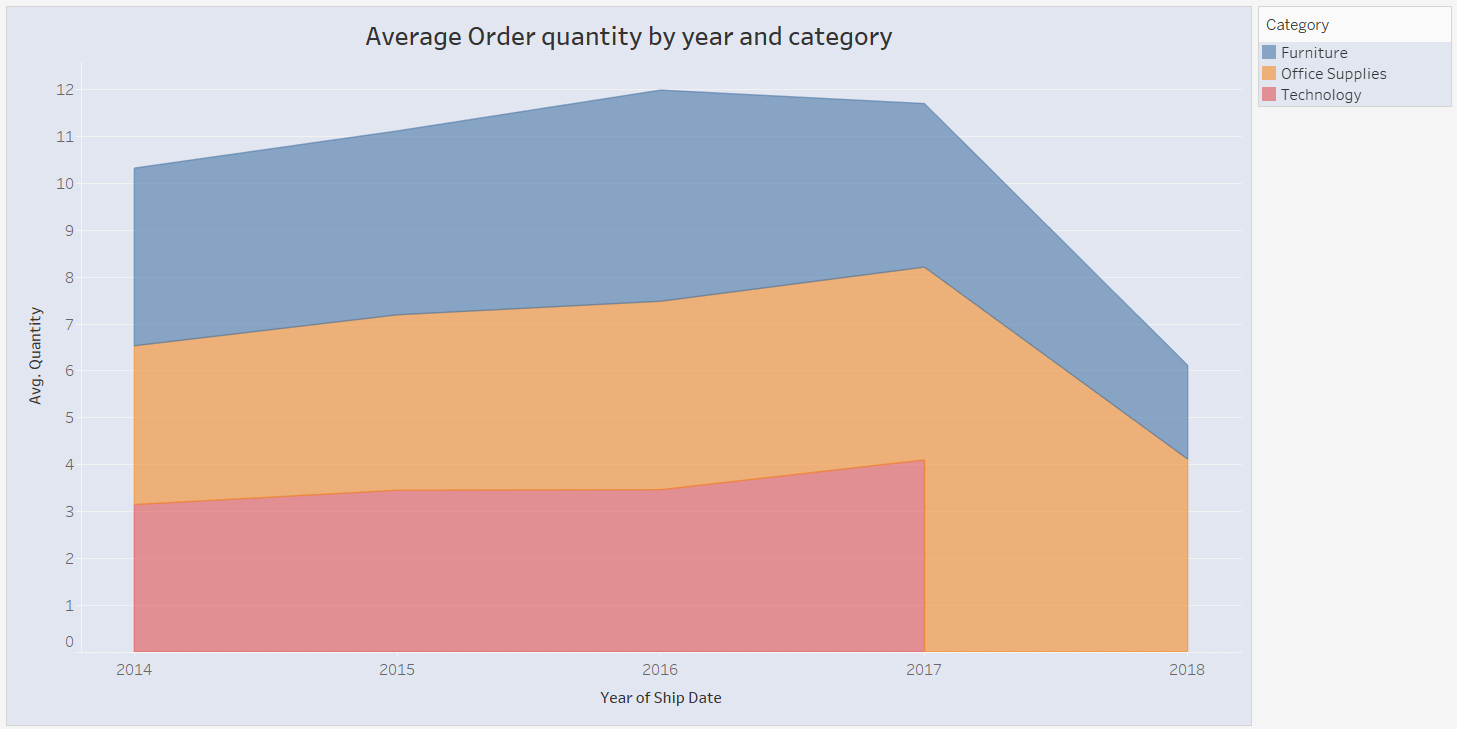 Average Order quantity by year and category
Category
Furniture
Office Supplies
Technology
12
11
10
9
8
7
6
5
4
3
2
1
0
Avg. Quantity
2014 2015 2016 2017 2018
Year of Ship Date